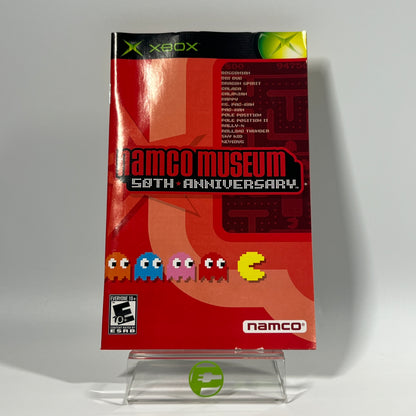 XBOX
BOSCONIAN
DIG DUG
DRAGON SPIRIT
GALAGA
GALAXIAN
MAPPY
MS. PAC-MAN
PAC-MAN
POLE POSITION
POLE POSITION II
RALLY-X
ROLLING THUNDER
SKY KID
XEVIOUS
namco museum
50TH ★ ANNIVERSARY
EVERYONE
E
ESRB
namco